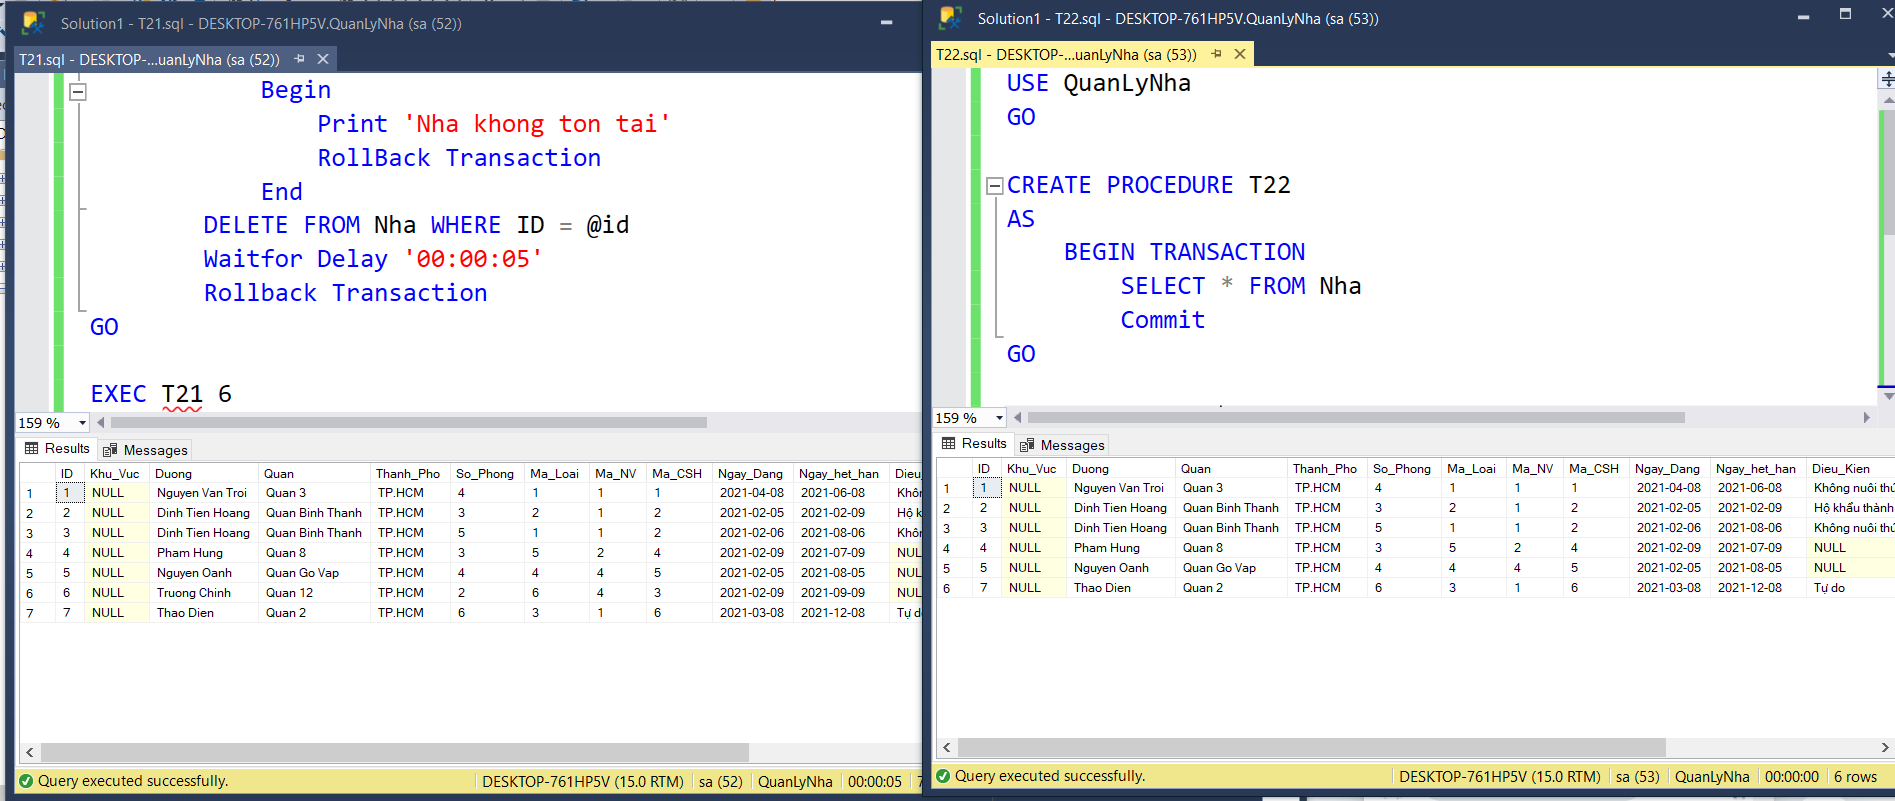 Solution1 - T21.sql - DESKTOP-761HP5V.QuanLyNha (sa (52))
T21.sql - DESKTOP-...uanLyNha (sa (52))
Begin
Print 'Nha khong ton tai'
RollBack Transaction
End
DELETE FROM Nha WHERE ID = @id
Waitfor Delay '00:00:05'
Rollback Transaction
GO
EXEC T21 6
159 %
Results Messages
ID Khu_Vuc Duong Quan Thanh_Pho So_Phong Ma_Loai Ma_NV Ma_CSH Ngay_Dang Ngay_het_han Dieu
1 1 NULL Nguyen Van Troi Quan 3 TP.HCM 4 1 1 1 2021-04-08 2021-06-08 Khôn
2 2 NULL Dinh Tien Hoang Quan Binh Thanh TP.HCM 3 2 1 2 2021-02-05 2021-02-09 Hộ k
3 3 NULL Dinh Tien Hoang Quan Binh Thanh TP.HCM 5 1 1 2 2021-02-06 2021-08-06 Khôn
4 4 NULL Pham Hung Quan 8 TP.HCM 3 5 2 4 2021-02-09 2021-07-09 NUL
5 5 NULL Nguyen Oanh Quan Go Vap TP.HCM 4 4 4 5 2021-02-05 2021-08-05 NUL
6 6 NULL Truong Chinh Quan 12 TP.HCM 2 6 4 3 2021-02-09 2021-09-09 NUL
7 7 NULL Thao Dien Quan 2 TP.HCM 6 3 1 6 2021-03-08 2021-12-08 Tự do
Query executed successfully. DESKTOP-761HP5V (15.0 RTM) sa (52) QuanLyNha 00:00:05 7
Solution1 - T22.sql - DESKTOP-761HP5V.QuanLyNha (sa (53))
T22.sql - DESKTOP-...uanLyNha (sa (53))
USE QuanLyNha
GO
CREATE PROCEDURE T22
AS
BEGIN TRANSACTION
SELECT * FROM Nha
Commit
GO
159 %
Results Messages
ID Khu_Vuc Duong Quan Thanh_Pho So_Phong Ma_Loai Ma_NV Ma_CSH Ngay_Dang Ngay_het_han Dieu_Kien
1 1 NULL Nguyen Van Troi Quan 3 TP.HCM 4 1 1 1 2021-04-08 2021-06-08 Không nuôi thú
2 2 NULL Dinh Tien Hoang Quan Binh Thanh TP.HCM 3 2 1 2 2021-02-05 2021-02-09 Hộ khẩu thành
3 3 NULL Dinh Tien Hoang Quan Binh Thanh TP.HCM 5 1 1 2 2021-02-06 2021-08-06 Không nuôi thú
4 4 NULL Pham Hung Quan 8 TP.HCM 3 5 2 4 2021-02-09 2021-07-09 NULL
5 5 NULL Nguyen Oanh Quan Go Vap TP.HCM 4 4 4 5 2021-02-05 2021-08-05 NULL
6 7 NULL Thao Dien Quan 2 TP.HCM 6 3 1 6 2021-03-08 2021-12-08 Tự do
Query executed successfully. DESKTOP-761HP5V (15.0 RTM) sa (53) QuanLyNha 00:00:00 6 rows